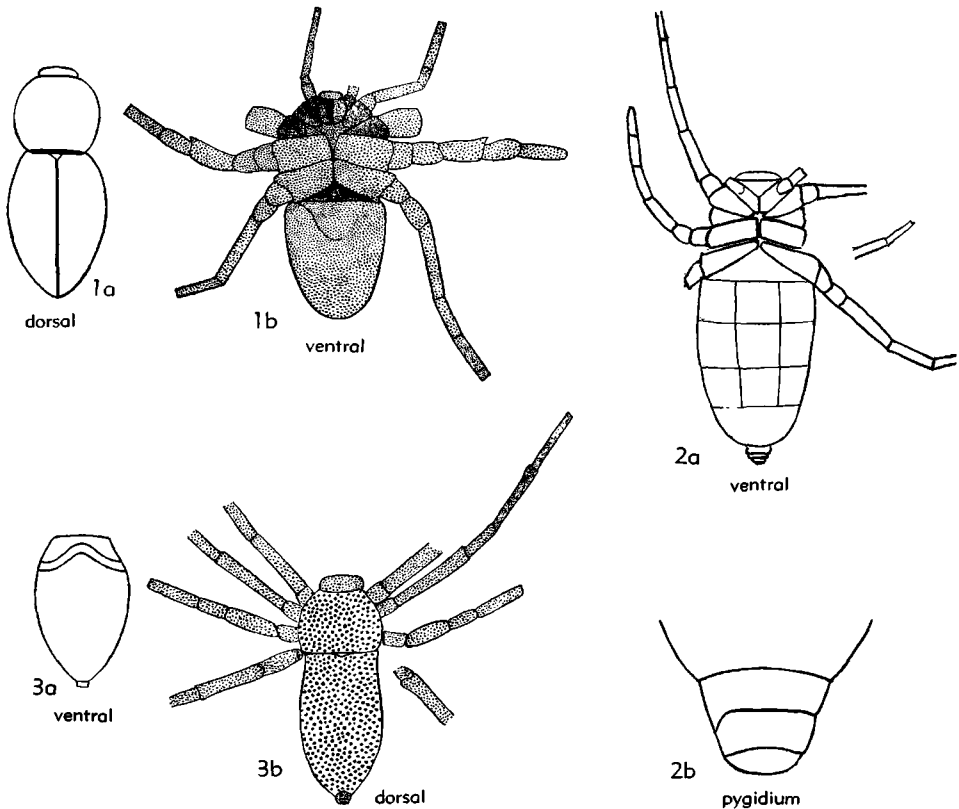 1a
dorsal
1b
ventral
2a
ventral
3a
ventral
3b
dorsal
2b
pygidium